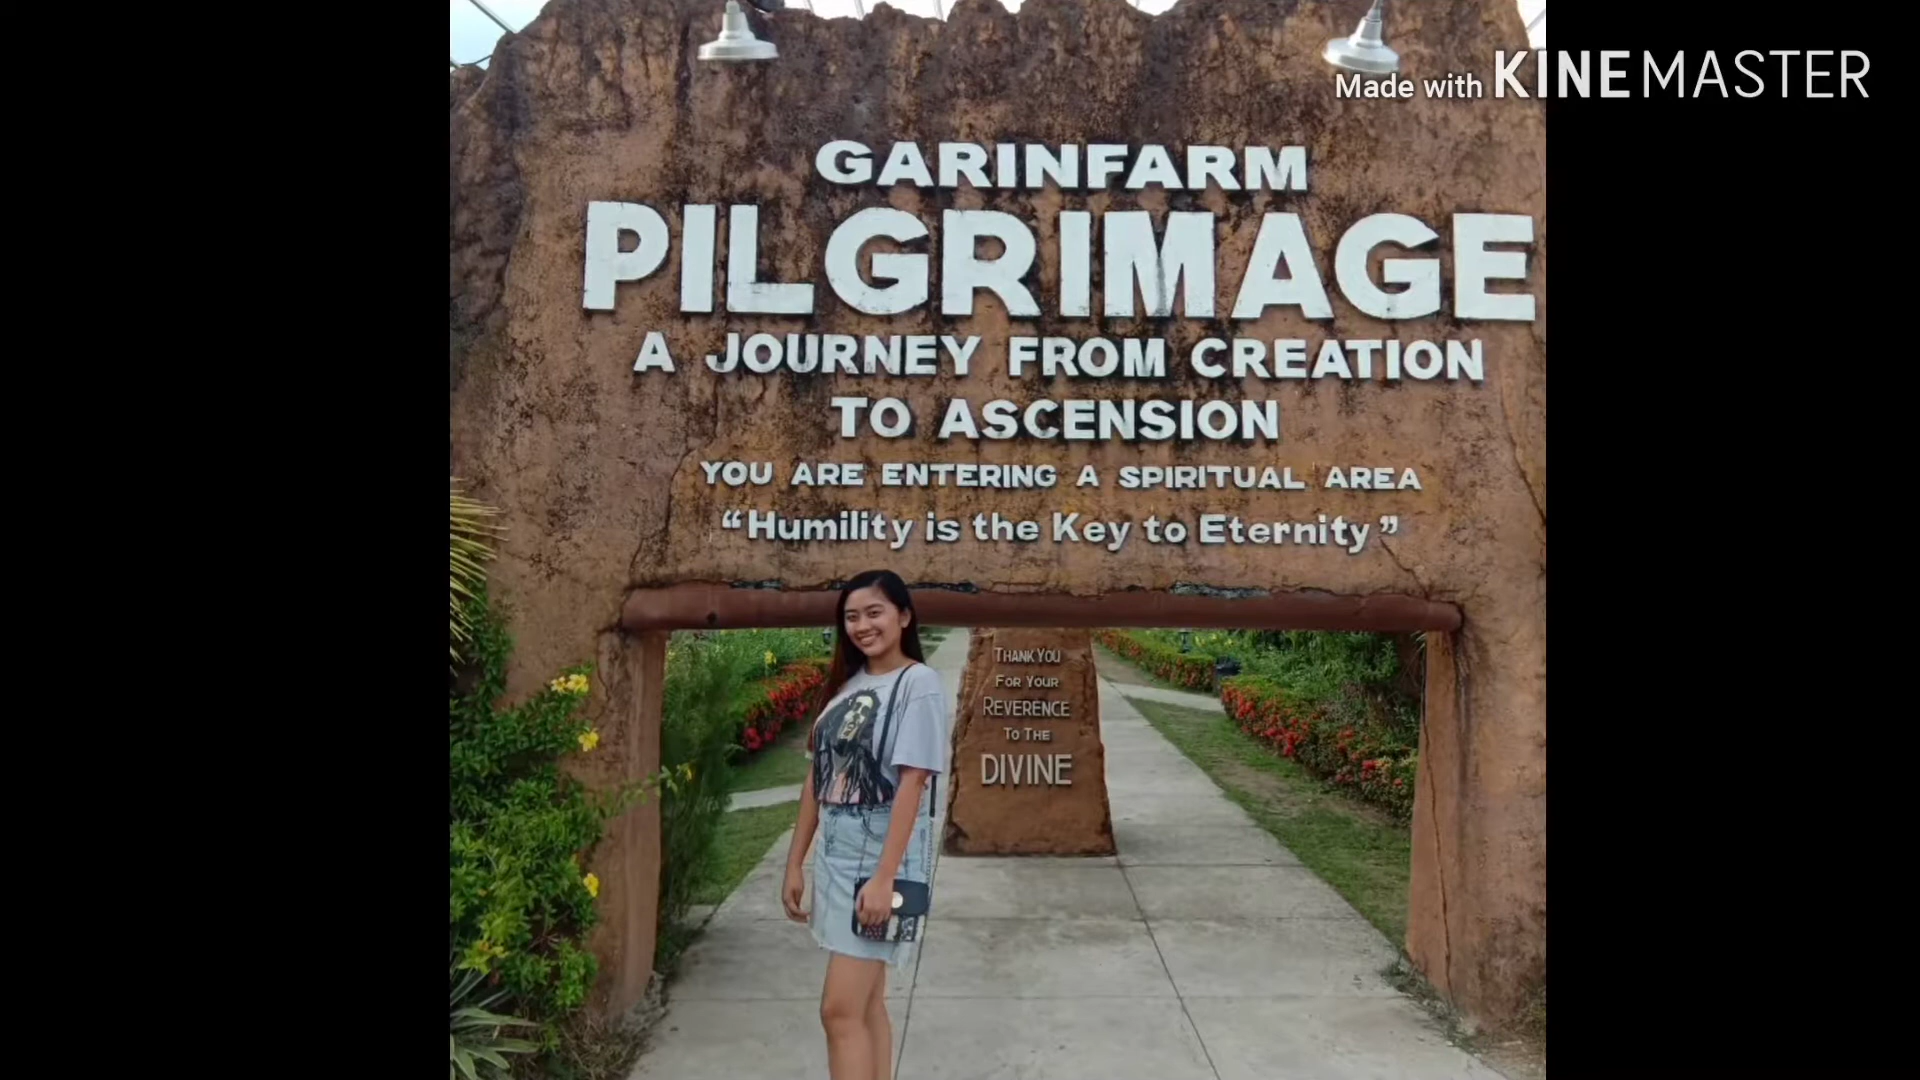 Made with KINEMASTER
GARINFARM
PILGRIMAGE
A JOURNEY FROM CREATION
TO ASCENSION
YOU ARE ENTERING A SPIRITUAL AREA
“Humility is the Key to Eternity”
THANK YOU
FOR YOUR
REVERENCE
TO THE
DIVINE